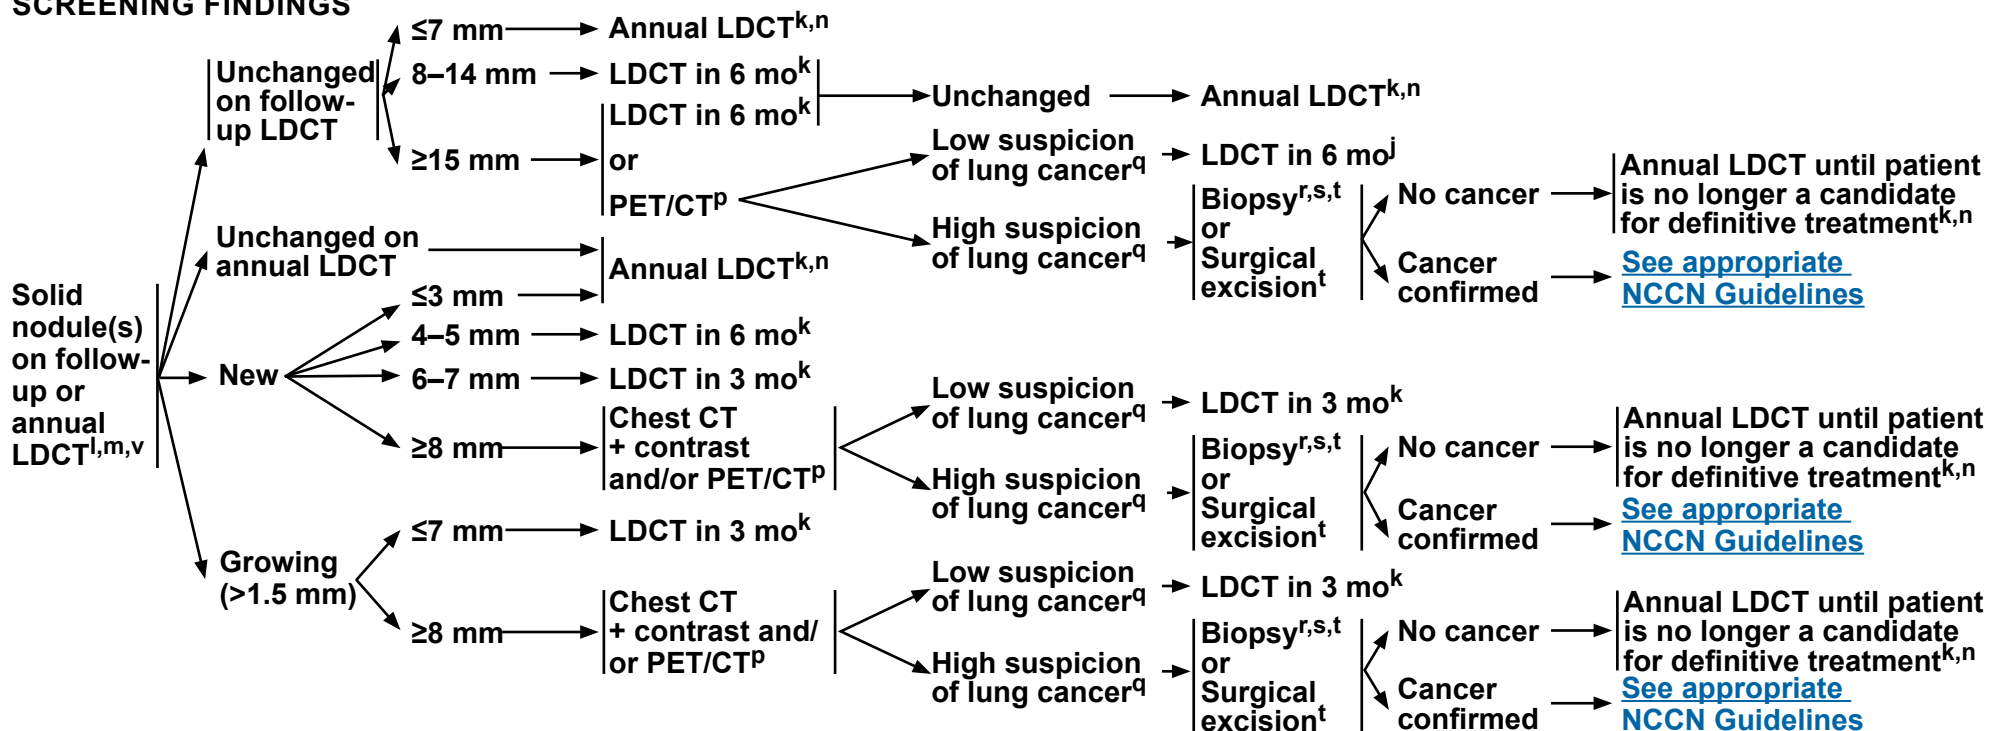 SCREENING FINDINGS
Solid
nodule(s)
on follow-
up or
annual
LDCTl,m,v
Unchanged
on follow-
up LDCT
≤7 mm
Annual LDCTk,n
8–14 mm
LDCT in 6 mok
≥15 mm
LDCT in 6 mok
or
PET/CTp
Unchanged
Annual LDCTk,n
Low suspicion
of lung cancerq
LDCT in 6 moj
High suspicion
of lung cancerq
Biopsyr,s,t
or
Surgical
excisiont
No cancer
Annual LDCT until patient
is no longer a candidate
for definitive treatmentk,n
Cancer
confirmed
See appropriate
NCCN Guidelines
Unchanged on
annual LDCT
Annual LDCTk,n
New
≤3 mm
4–5 mm
LDCT in 6 mok
6–7 mm
LDCT in 3 mok
≥8 mm
Chest CT
+ contrast
and/or PET/CTp
Low suspicion
of lung cancerq
LDCT in 3 mok
High suspicion
of lung cancerq
Biopsyr,s,t
or
Surgical
excisiont
No cancer
Annual LDCT until patient
is no longer a candidate
for definitive treatmentk,n
Cancer
confirmed
See appropriate
NCCN Guidelines
Growing
(>1.5 mm)
≤7 mm
LDCT in 3 mok
≥8 mm
Chest CT
+ contrast and/
or PET/CTp
Low suspicion
of lung cancerq
LDCT in 3 mok
High suspicion
of lung cancerq
Biopsyr,s,t
or
Surgical
excisiont
No cancer
Annual LDCT until patient
is no longer a candidate
for definitive treatmentk,n
Cancer
confirmed
See appropriate
NCCN Guidelines